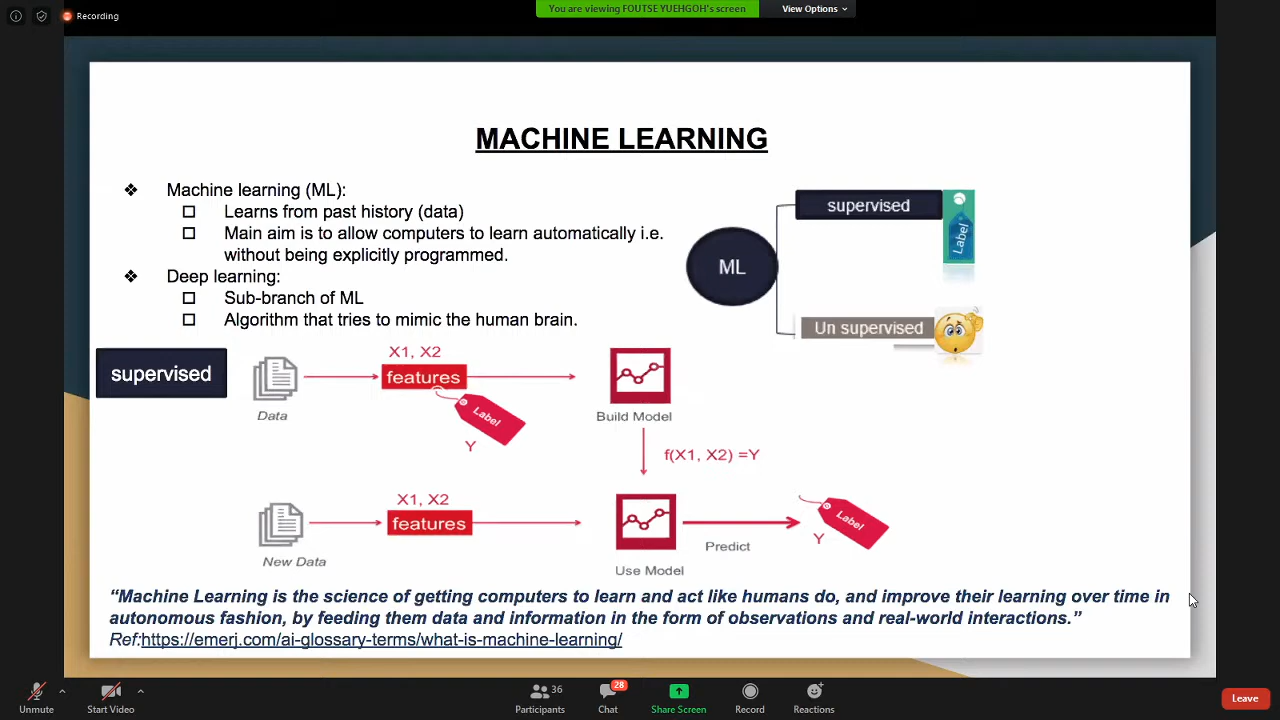 Recording
You are viewing FOUTSE YUEHGOH's screen
View Options
MACHINE LEARNING
Machine learning (ML):
Learns from past history (data)
Main aim is to allow computers to learn automatically i.e.
without being explicitly programmed.
Deep learning:
Sub-branch of ML
Algorithm that tries to mimic the human brain.
ML
supervised
Label
Un supervised
supervised
Data
X1, X2
features
Label
Y
Build Model
f(X1, X2) =Y
New Data
X1, X2
features
Use Model
Predict
Label
Y
“Machine Learning is the science of getting computers to learn and act like humans do, and improve their learning over time in
autonomous fashion, by feeding them data and information in the form of observations and real-world interactions.”
Ref:https://emerj.com/ai-glossary-terms/what-is-machine-learning/
Unmute
Start Video
36
Participants
28
Chat
Share Screen
Record
Reactions
Leave